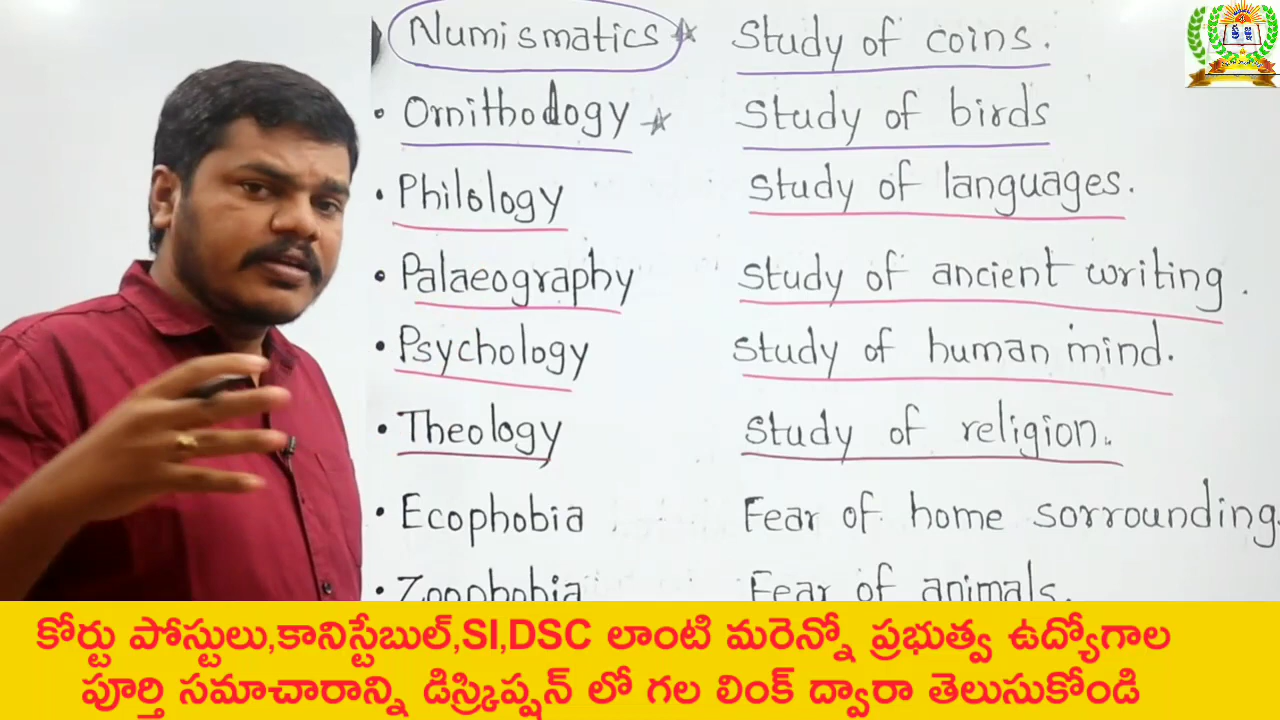 Numismatics Study of coins.
Ornithodogy Study of birds
Philology Study of languages.
Palaeography Study of ancient writing.
Psychology Study of human mind.
Theology Study of religion.
Ecophobia Fear of home sorrounding.
Zoophobia Fear of animals.
కోర్టు పోస్టులు,కానిస్టేబుల్,SI,DSC లాంటి మరెన్నో ప్రభుత్వ ఉద్యోగాల
పూర్తి సమాచారాన్ని డిస్క్రిప్షన్ లో గల లింక్ ద్వారా తెలుసుకోండి